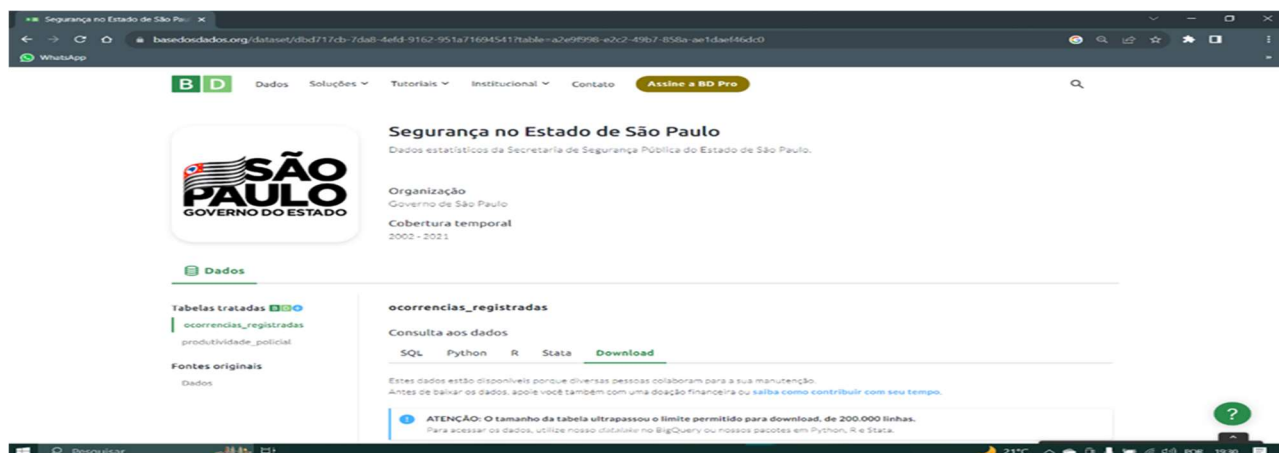 Segurança no Estado de São Pau
basedosdados.org/dataset/dbd717cb-7da8-4efd-9162-951a71694541?table=a2e9f998-e2c2-49b7-858a-ae1daef46dc0
WhatsApp
BD Dados Soluções Tutoriais Institucional Contato Assine a BD Pro
Segurança no Estado de São Paulo
Dados estatísticos da Secretaria de Segurança Pública do Estado de São Paulo.
SÃO
PAULO
GOVERNO DO ESTADO
Organização
Governo de São Paulo
Cobertura temporal
2002 - 2021
Dados
Tabelas tratadas
ocorrencias_registradas
produtividade_policial
Fontes originais
Dados
ocorrencias_registradas
Consulta aos dados
SQL Python R Stata Download
Estes dados estão disponíveis porque diversas pessoas colaboram para a sua manutenção.
Antes de baixar os dados, apoie você também com uma doação financeira ou saiba como contribuir com seu tempo.
ATENÇÃO: O tamanho da tabela ultrapassou o limite permitido para download, de 200.000 linhas.
Para acessar os dados, utilize nosso datalake no BigQuery ou nossos pacotes em Python, R e Stata.
?
Pesquisar 21°C POR 19:30